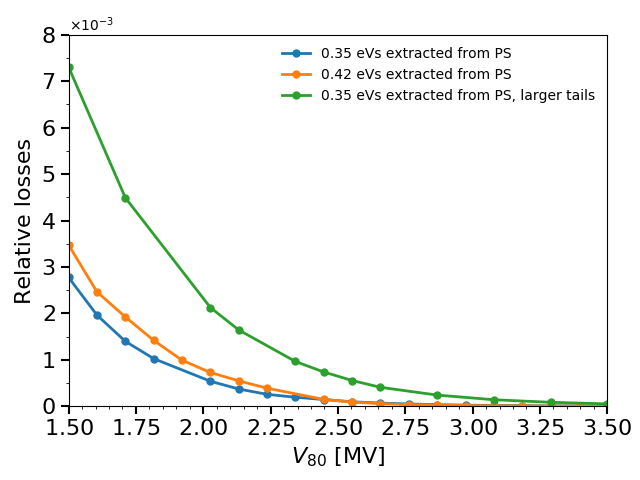 ×10⁻³
8
7
6
5
4
3
2
1
0
Relative losses
0.35 eVs extracted from PS
0.42 eVs extracted from PS
0.35 eVs extracted from PS, larger tails
1.50 1.75 2.00 2.25 2.50 2.75 3.00 3.25 3.50
V₈₀ [MV]